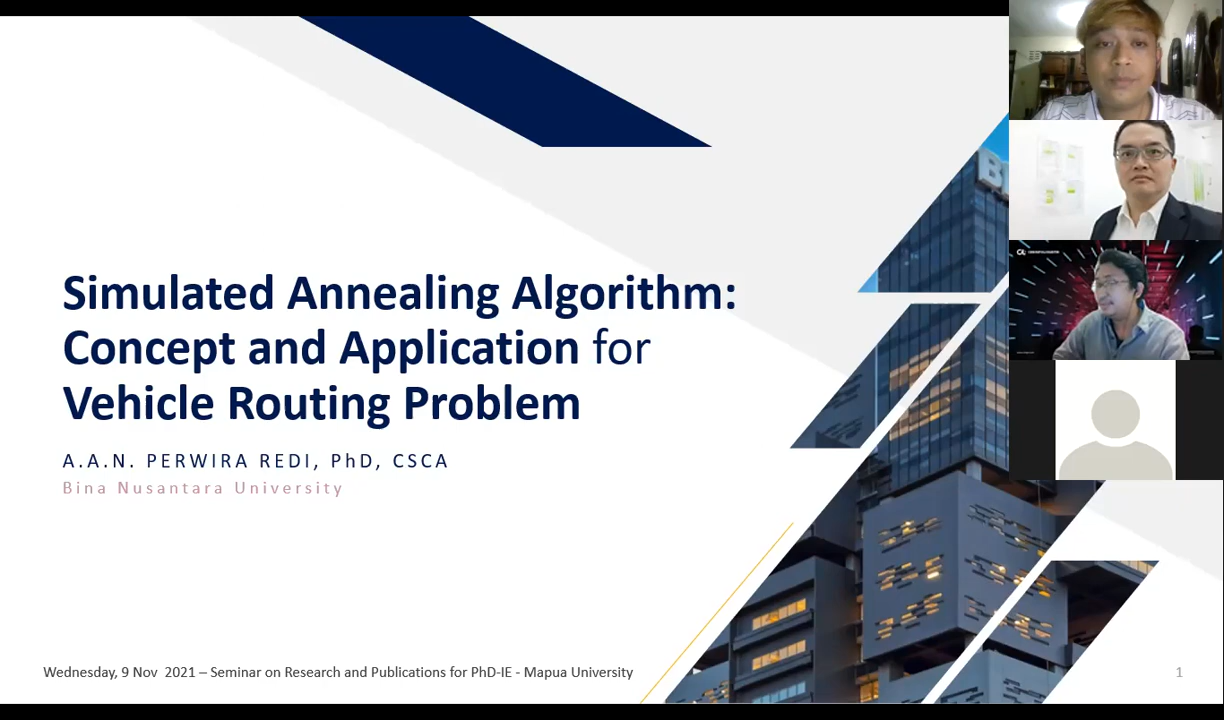 Simulated Annealing Algorithm:
Concept and Application for
Vehicle Routing Problem
A.A.N. PERWIRA REDI, PhD, CSCA
Bina Nusantara University
Wednesday, 9 Nov 2021 – Seminar on Research and Publications for PhD-IE - Mapua University
1